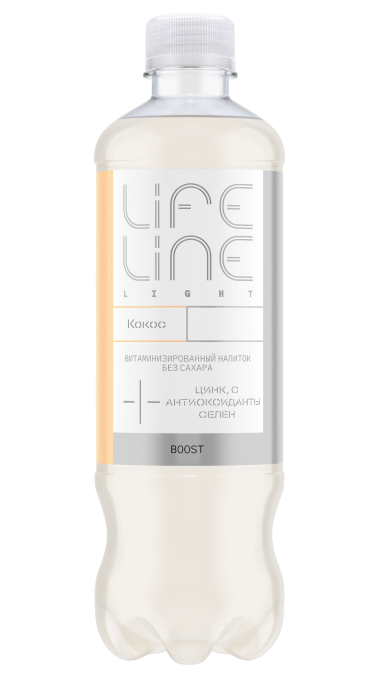 LIFE
LINE
LIGHT
Кокос
ВИТАМИНИЗИРОВАННЫЙ НАПИТОК
БЕЗ САХАРА
ЦИНК, С
АНТИОКСИДАНТЫ
СЕЛЕН
BOOST